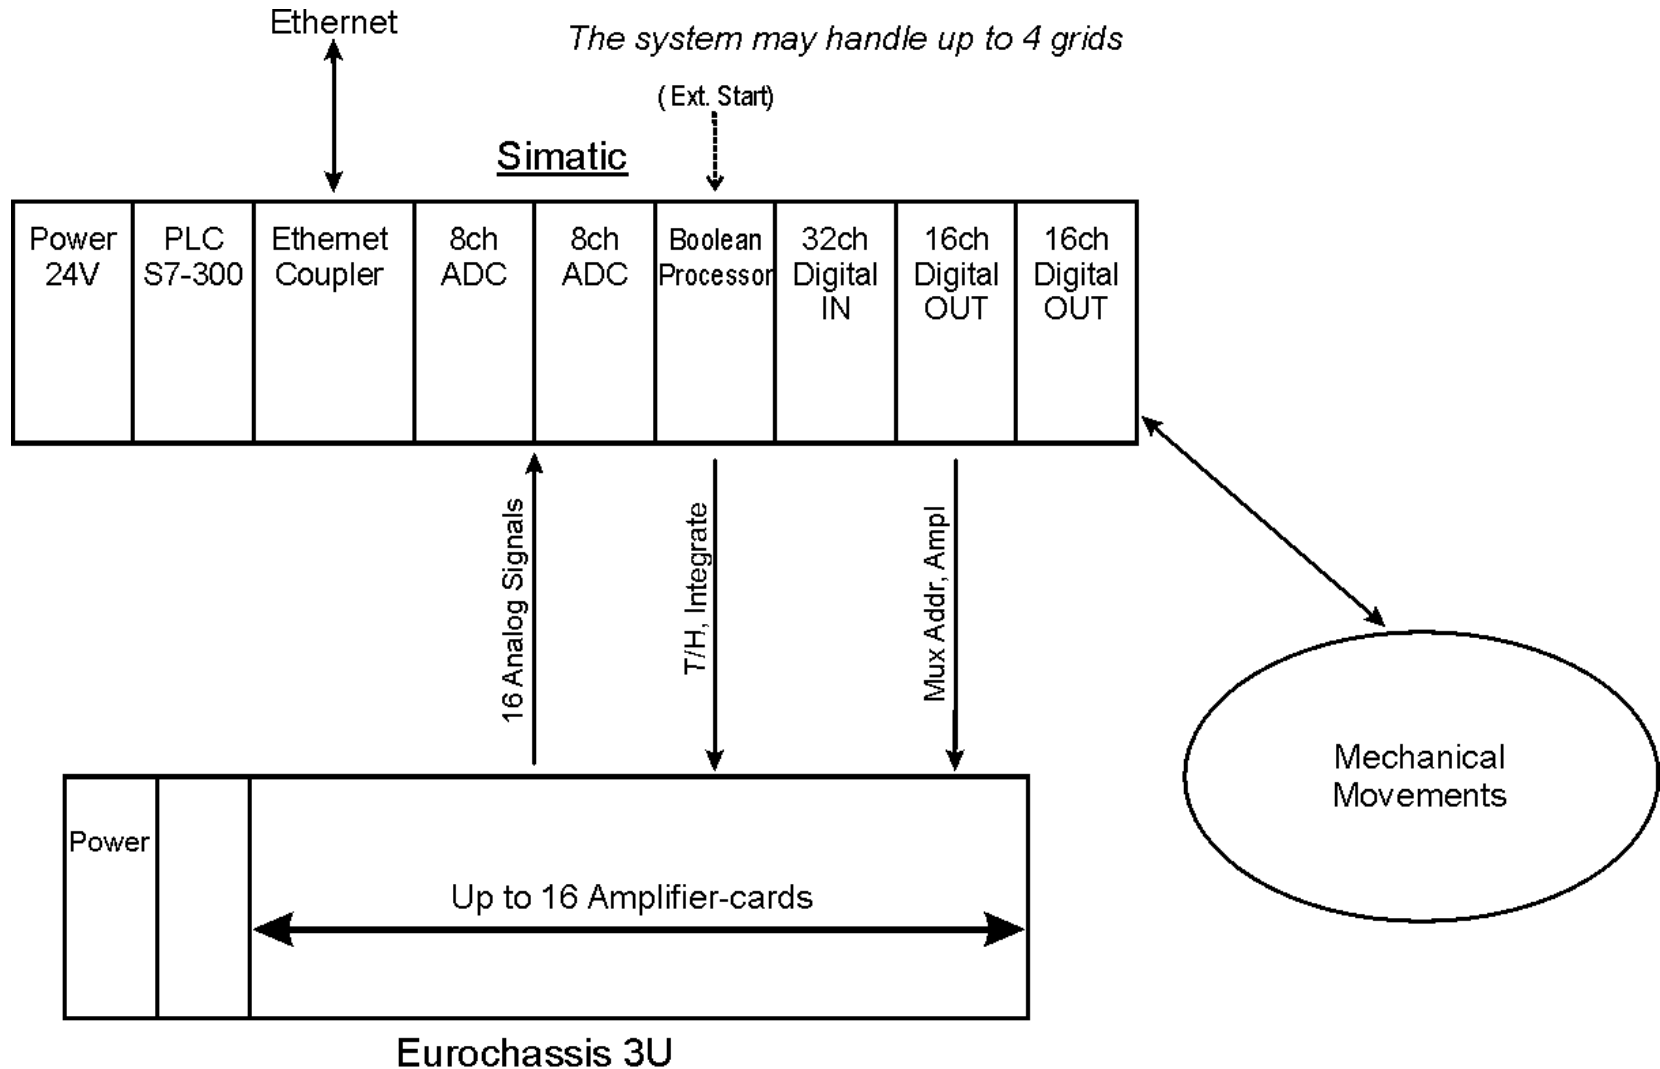 Ethernet
The system may handle up to 4 grids
( Ext. Start)
Simatic
Power
24V
PLC
S7-300
Ethernet
Coupler
8ch
ADC
8ch
ADC
Boolean
Processor
32ch
Digital
IN
16ch
Digital
OUT
16ch
Digital
OUT
16 Analog Signals
T/H, Integrate
Mux Addr, Ampl
Mechanical
Movements
Power
Up to 16 Amplifier-cards
Eurochassis 3U